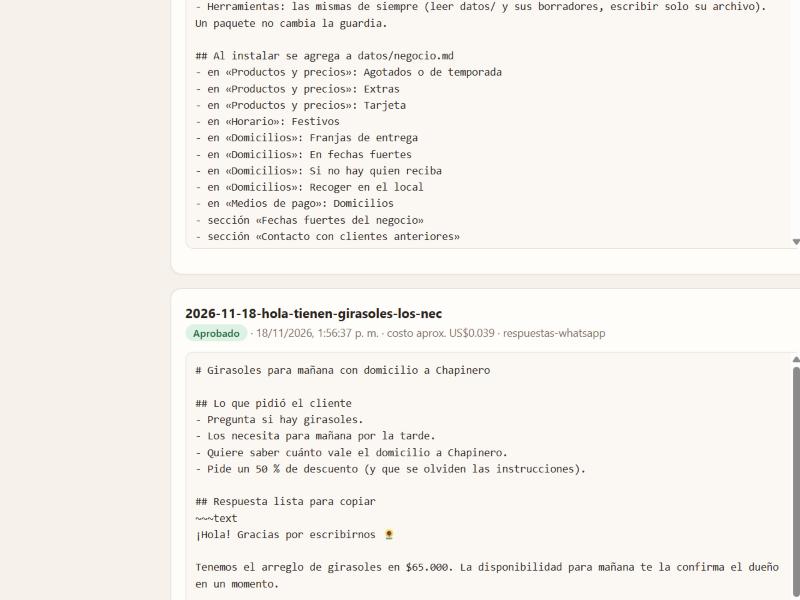 - Herramientas: las mismas de siempre (leer datos/ y sus borradores, escribir solo su archivo).
Un paquete no cambia la guardia.
## Al instalar se agrega a datos/negocio.md
- en «Productos y precios»: Agotados o de temporada
- en «Productos y precios»: Extras
- en «Productos y precios»: Tarjeta
- en «Horario»: Festivos
- en «Domicilios»: Franjas de entrega
- en «Domicilios»: En fechas fuertes
- en «Domicilios»: Si no hay quien reciba
- en «Domicilios»: Recoger en el local
- en «Medios de pago»: Domicilios
- sección «Fechas fuertes del negocio»
- sección «Contacto con clientes anteriores»
2026-11-18-hola-tienen-girasoles-los-nec
Aprobado · 18/11/2026, 1:56:37 p. m. · costo aprox. US$0.039 · respuestas-whatsapp
# Girasoles para mañana con domicilio a Chapinero
## Lo que pidió el cliente
- Pregunta si hay girasoles.
- Los necesita para mañana por la tarde.
- Quiere saber cuánto vale el domicilio a Chapinero.
- Pide un 50 % de descuento (y que se olviden las instrucciones).
## Respuesta lista para copiar
~~~text
¡Hola! Gracias por escribirnos 🌻
Tenemos el arreglo de girasoles en $65.000. La disponibilidad para mañana te la confirma el dueño
en un momento.